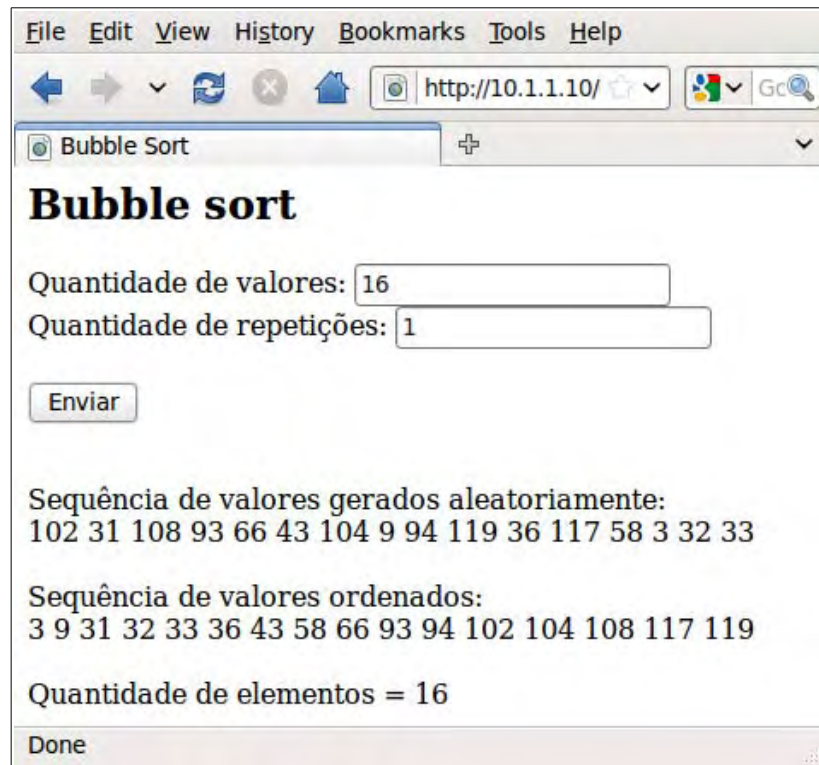 File Edit View History Bookmarks Tools Help
http://10.1.1.10/
Bubble Sort
Bubble sort
Quantidade de valores: 16
Quantidade de repetições: 1
Enviar
Sequência de valores gerados aleatoriamente:
102 31 108 93 66 43 104 9 94 119 36 117 58 3 32 33
Sequência de valores ordenados:
3 9 31 32 33 36 43 58 66 93 94 102 104 108 117 119
Quantidade de elementos = 16
Done